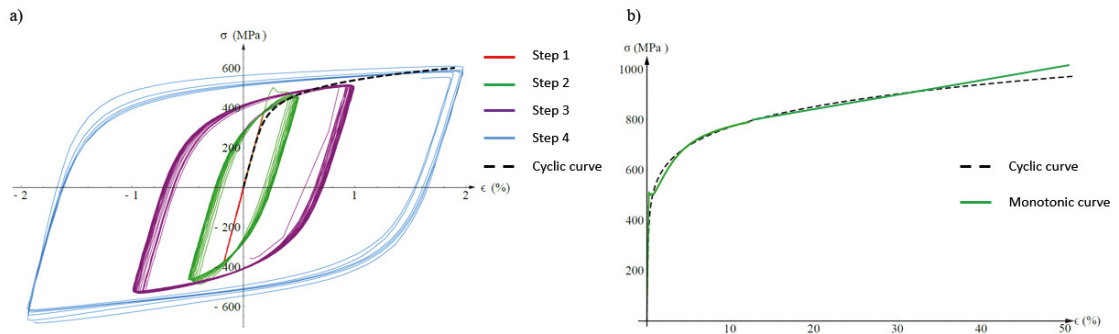 a)
σ (MPa)
600
400
200
- 200
- 400
- 600
- 2
- 1
1
2
ϵ (%)
Step 1
Step 2
Step 3
Step 4
Cyclic curve
b)
σ (MPa)
1000
800
600
400
200
10
20
30
40
50
ϵ (%)
Cyclic curve
Monotonic curve